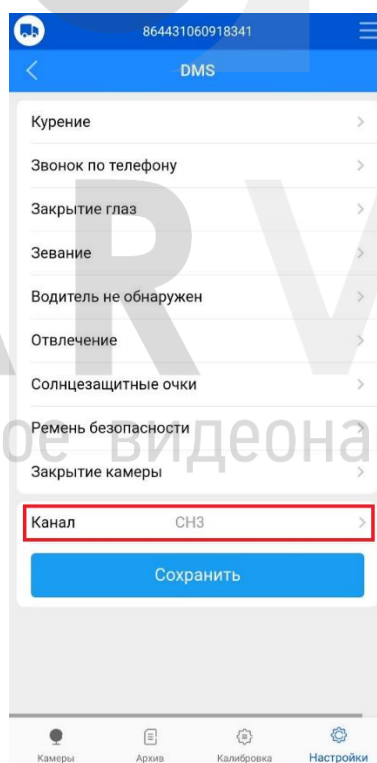 864431060918341
DMS
Курение
Звонок по телефону
Закрытие глаз
Зевание
Водитель не обнаружен
Отвлечение
Солнцезащитные очки
Ремень безопасности
Закрытие камеры
Канал CH3
Сохранить
Камеры Архив Калибровка Настройки